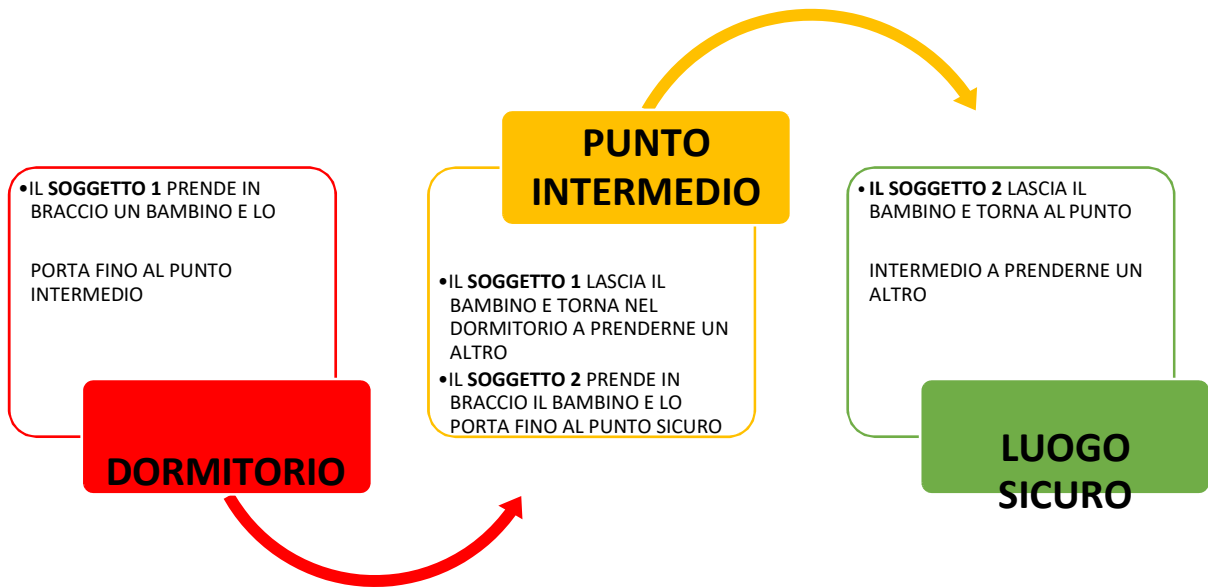 •IL SOGGETTO 1 PRENDE IN
BRACCIO UN BAMBINO E LO
PORTA FINO AL PUNTO
INTERMEDIO
DORMITORIO
PUNTO
INTERMEDIO
•IL SOGGETTO 1 LASCIA IL
BAMBINO E TORNA NEL
DORMITORIO A PRENDERNE UN
ALTRO
•IL SOGGETTO 2 PRENDE IN
BRACCIO IL BAMBINO E LO
PORTA FINO AL PUNTO SICURO
• IL SOGGETTO 2 LASCIA IL
BAMBINO E TORNA AL PUNTO
INTERMEDIO A PRENDERNE UN
ALTRO
LUOGO
SICURO